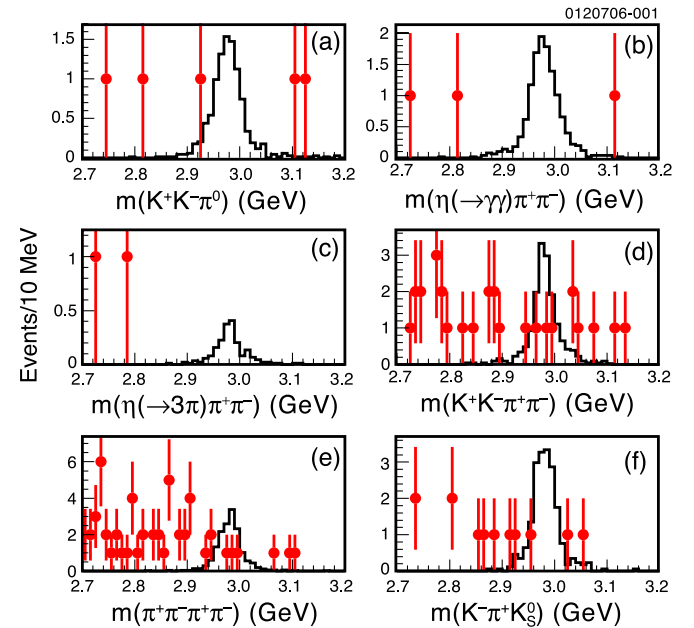 0120706-001
(a) (b)
1.5 1 0.5 0
2 1.5 1 0.5 0
2.7 2.8 2.9 3.0 3.1 3.2
2.7 2.8 2.9 3.0 3.1 3.2
m(K⁺K⁻π⁰) (GeV)
m(η(→γγ)π⁺π⁻) (GeV)
Events/10 MeV
(c) (d)
1 0.5 0
4 3 2 1 0
2.7 2.8 2.9 3.0 3.1 3.2
2.7 2.8 2.9 3.0 3.1 3.2
m(η(→3π)π⁺π⁻) (GeV)
m(K⁺K⁻π⁺π⁻) (GeV)
(e) (f)
6 4 2 0
4 3 2 1 0
2.7 2.8 2.9 3.0 3.1 3.2
2.7 2.8 2.9 3.0 3.1 3.2
m(π⁺π⁻π⁺π⁻) (GeV)
m(K⁻π⁺K⁰S) (GeV)